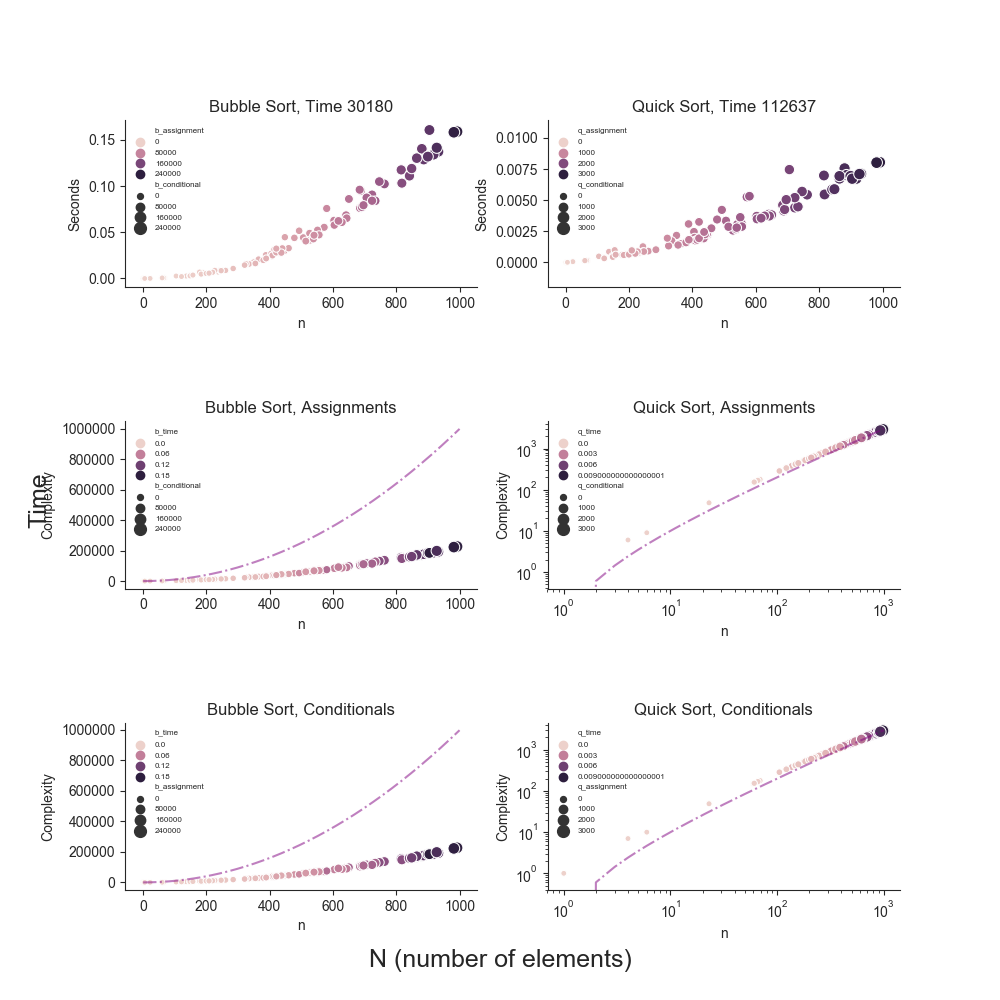 Bubble Sort, Time 30180
Seconds
0.15
0.10
0.05
0.00
b_assignment
0
80000
160000
240000
b_conditional
0
80000
160000
240000
0 200 400 600 800 1000
n
Quick Sort, Time 112637
Seconds
0.0100
0.0075
0.0050
0.0025
0.0000
q_assignment
0
1000
2000
3000
q_conditional
0
1000
2000
3000
0 200 400 600 800 1000
n
Bubble Sort, Assignments
Time
Complexity
1000000
800000
600000
400000
200000
0
b_time
0.0
0.06
0.12
0.18
b_conditional
0
80000
160000
240000
0 200 400 600 800 1000
n
Quick Sort, Assignments
Complexity
10³
10²
10¹
10⁰
q_time
0.0
0.003
0.006
0.009000000000000001
q_conditional
0
1000
2000
3000
10⁰ 10¹ 10² 10³
n
Bubble Sort, Conditionals
Complexity
1000000
800000
600000
400000
200000
0
b_time
0.0
0.06
0.12
0.18
b_assignment
0
80000
160000
240000
0 200 400 600 800 1000
n
Quick Sort, Conditionals
Complexity
10³
10²
10¹
10⁰
q_time
0.0
0.003
0.006
0.009000000000000001
q_assignment
0
1000
2000
3000
10⁰ 10¹ 10² 10³
n
N (number of elements)